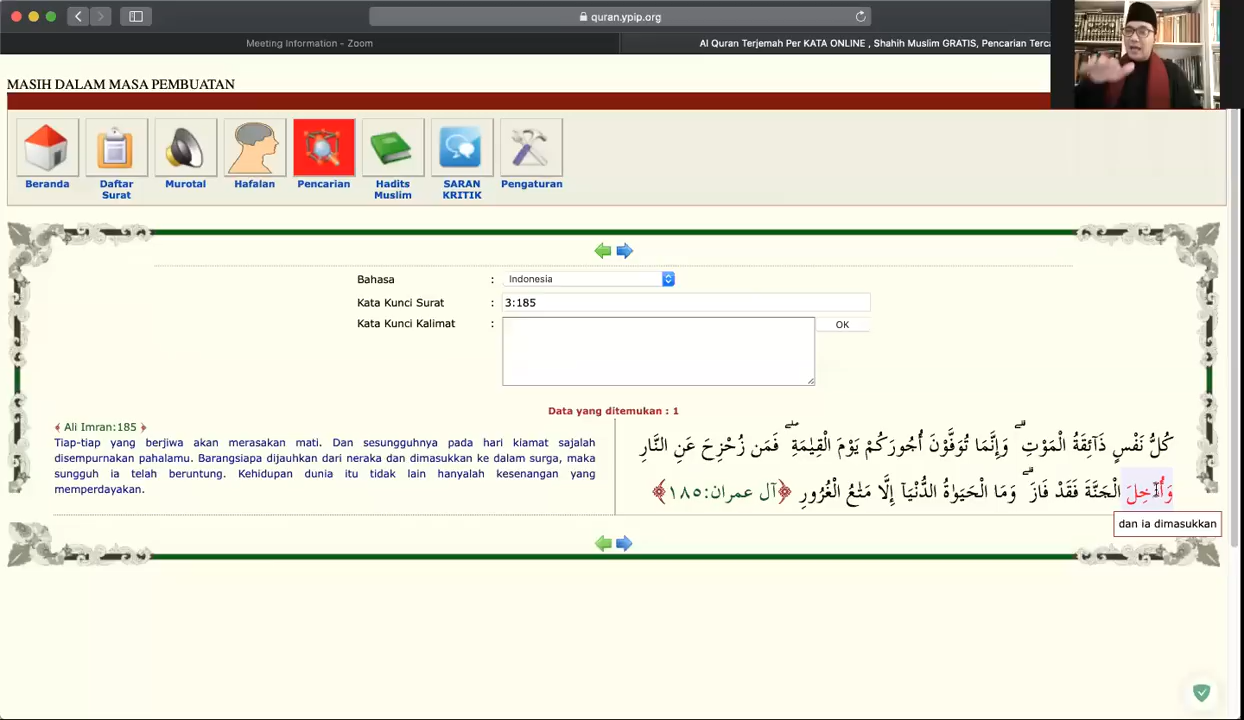 quran.ypip.org
Meeting Information - Zoom
Al Quran Terjemah Per KATA ONLINE , Shahih Muslim GRATIS, Pencarian Terca
MASIH DALAM MASA PEMBUATAN
Beranda
Daftar Surat
Murotal
Hafalan
Pencarian
Hadits Muslim
SARAN KRITIK
Pengaturan
Bahasa : Indonesia
Kata Kunci Surat : 3:185
Kata Kunci Kalimat :
OK
Data yang ditemukan : 1
Ali Imran:185
Tiap-tiap yang berjiwa akan merasakan mati. Dan sesungguhnya pada hari kiamat sajalah
disempurnakan pahalamu. Barangsiapa dijauhkan dari neraka dan dimasukkan ke dalam surga, maka
sungguh ia telah beruntung. Kehidupan dunia itu tidak lain hanyalah kesenangan yang
memperdayakan.
كُلُّ نَفْسٍ ذَآئِقَةُ الْمَوْتِ ۗ وَإِنَّمَا تُوَفَّوْنَ أُجُورَكُمْ يَوْمَ الْقِيٰمَةِ ۖ فَمَن زُحْزِحَ عَنِ النَّارِ
وَأُدْخِلَ الْجَنَّةَ فَقَدْ فَازَ ۗ وَمَا الْحَيَوٰةُ الدُّنْيَآ إِلَّا مَتٰعُ الْغُرُورِ ﴿آل عمران:١٨٥﴾
dan ia dimasukkan